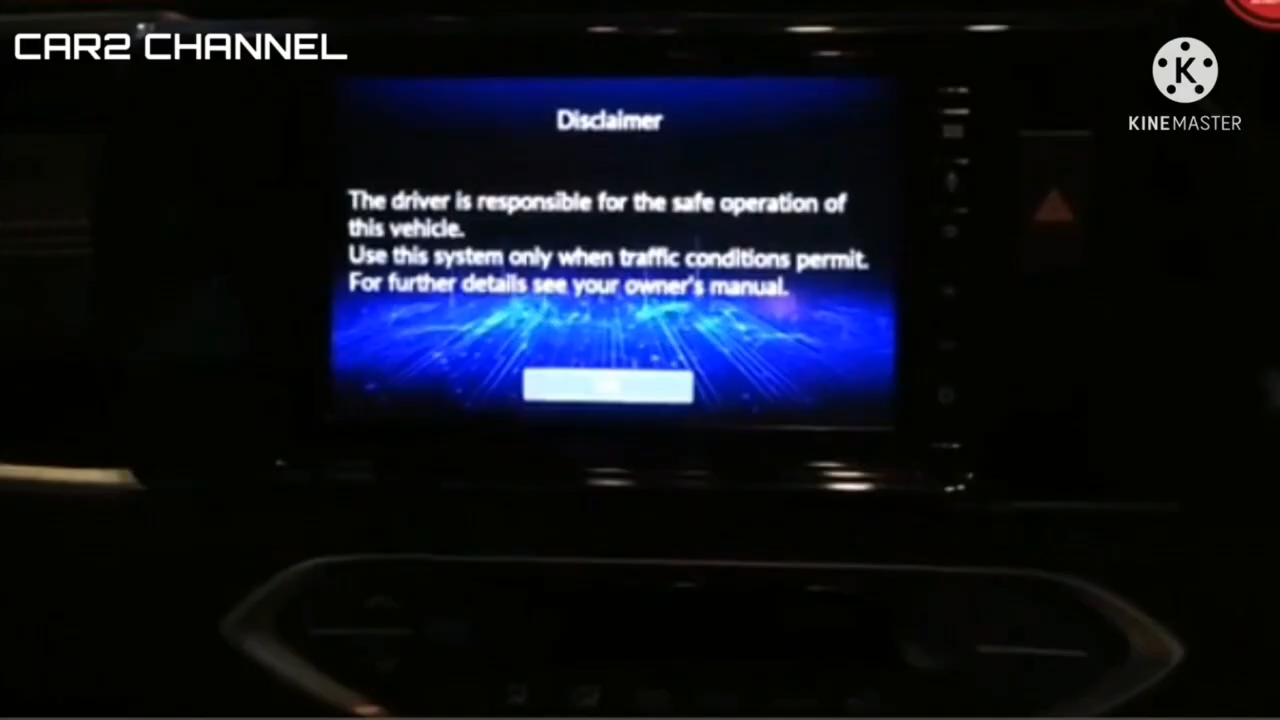 CAR2 CHANNEL
K
KINEMASTER
Disclaimer
The driver is responsible for the safe operation of
this vehicle.
Use this system only when traffic conditions permit.
For further details see your owner's manual.